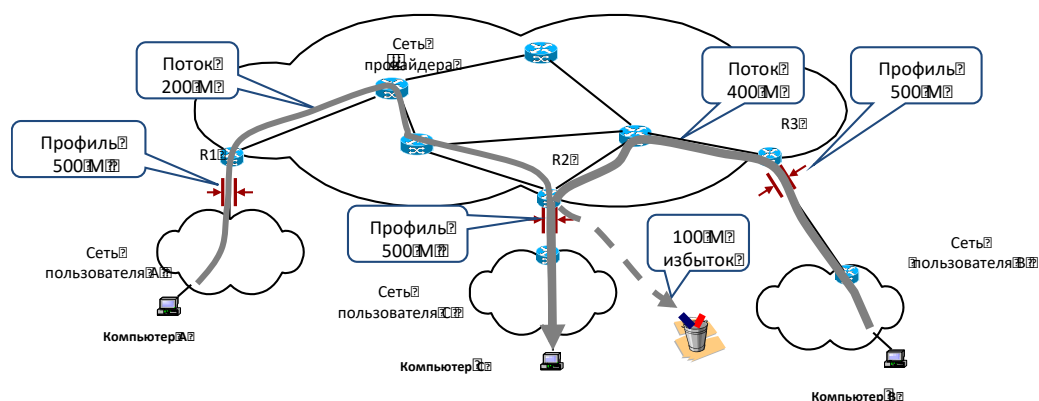 Сеть
провайдера
Поток
200 М
Поток
400 М
Профиль
500 М
R3
Профиль
500 М
R1
R2
Профиль
500 М
100 М
избыток
Сеть
пользователя A
Сеть
пользователя C
Сеть
пользователя B
Компьютер A
Компьютер C
Компьютер B